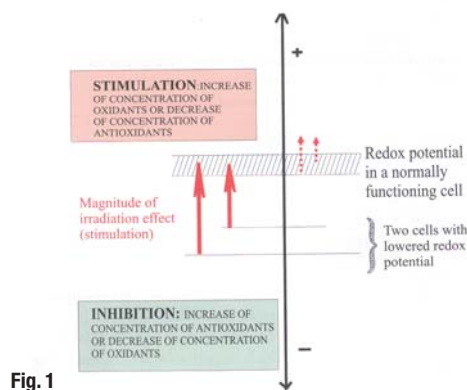 +
STIMULATION:INCREASE
OF CONCENTRATION OF
OXIDANTS OR DECREASE
OF CONCENTRATION OF
ANTIOXIDANTS
Redox potential
in a normally
functioning cell
Magnitude of
irradiation effect
(stimulation)
Two cells with
lowered redox
potential
INHIBITION: INCREASE OF
CONCENTRATION OF ANTIOXIDANTS
OR DECREASE OF CONCENTRATION
OF OXIDANTS
−
Fig. 1